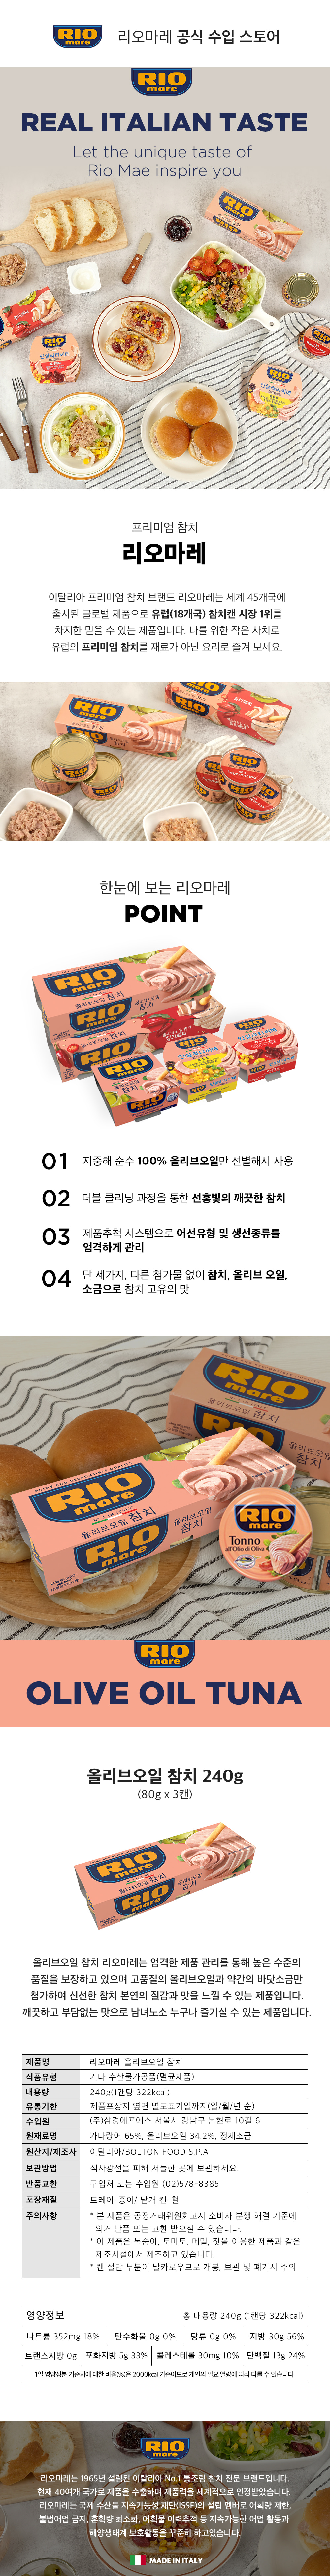 RIO mare 리오마레 공식 수입 스토어
RIO mare
REAL ITALIAN TASTE
Let the unique taste of
Rio Mae inspire you
프리미엄 참치
리오마레
이탈리아 프리미엄 참치 브랜드 리오마레는 세계 45개국에
출시된 글로벌 제품으로 유럽(18개국) 참치캔 시장 1위를
차지한 믿을 수 있는 제품입니다. 나를 위한 작은 사치로
유럽의 프리미엄 참치를 재료가 아닌 요리로 즐겨 보세요.
한눈에 보는 리오마레
POINT
RIO mare
올리브오일 참치
01 지중해 순수 100% 올리브오일만 선별해서 사용
02 더블 클리닝 과정을 통한 선홍빛의 깨끗한 참치
03 제품추적 시스템으로 어선유형 및 생선종류를
엄격하게 관리
04 단 세가지, 다른 첨가물 없이 참치, 올리브 오일,
소금으로 참치 고유의 맛
RIO mare
올리브오일 참치
RIO mare
Tonno
all'Olio di Oliva
RIO mare
OLIVE OIL TUNA
올리브오일 참치 240g
(80g x 3캔)
RIO mare
올리브오일 참치
올리브오일 참치 리오마레는 엄격한 제품 관리를 통해 높은 수준의
품질을 보장하고 있으며 고품질의 올리브오일과 약간의 바닷소금만
첨가하여 신선한 참치 본연의 질감과 맛을 느낄 수 있는 제품입니다.
깨끗하고 부담없는 맛으로 남녀노소 누구나 즐기실 수 있는 제품입니다.
제품명 리오마레 올리브오일 참치
식품유형 기타 수산물가공품(멸균제품)
내용량 240g(1캔당 322kcal)
유통기한 제품포장지 옆면 별도표기일까지(일/월/년 순)
수입원 (주)삼경에프에스 서울시 강남구 논현로 10길 6
원재료명 가다랑어 65%, 올리브오일 34.2%, 정제소금
원산지/제조사 이탈리아/BOLTON FOOD S.P.A
보관방법 직사광선을 피해 서늘한 곳에 보관하세요.
반품교환 구입처 또는 수입원 (02)578-8385
포장재질 트레이-종이/ 낱개 캔-철
주의사항 * 본 제품은 공정거래위원회고시 소비자 분쟁 해결 기준에
의거 반품 또는 교환 받으실 수 있습니다.
* 이 제품은 복숭아, 토마토, 메밀, 잣을 이용한 제품과 같은
제조시설에서 제조하고 있습니다.
* 캔 절단 부분이 날카로우므로 개봉, 보관 및 폐기시 주의
영양정보 총 내용량 240g (1캔당 322kcal)
나트륨 352mg 18% 탄수화물 0g 0% 당류 0g 0% 지방 30g 56%
트랜스지방 0g 포화지방 5g 33% 콜레스테롤 30mg 10% 단백질 13g 24%
1일 영양성분 기준치에 대한 비율(%)은 2000kcal 기준이므로 개인의 필요 열량에 따라 다를 수 있습니다.
RIO mare
리오마레는 1965년 설립된 이탈리아 No.1 통조림 참치 전문 브랜드입니다.
현재 40여개 국가로 제품을 수출하며 제품력을 세계적으로 인정받았습니다.
리오마레는 국제 수산물 지속가능성 재단(ISSF)의 설립 멤버로 어획량 제한,
불법어업 금지, 혼획량 최소화, 어획물 이력추적 등 지속가능한 어업 활동과
해양생태계 보호활동을 꾸준히 하고있습니다.
MADE IN ITALY